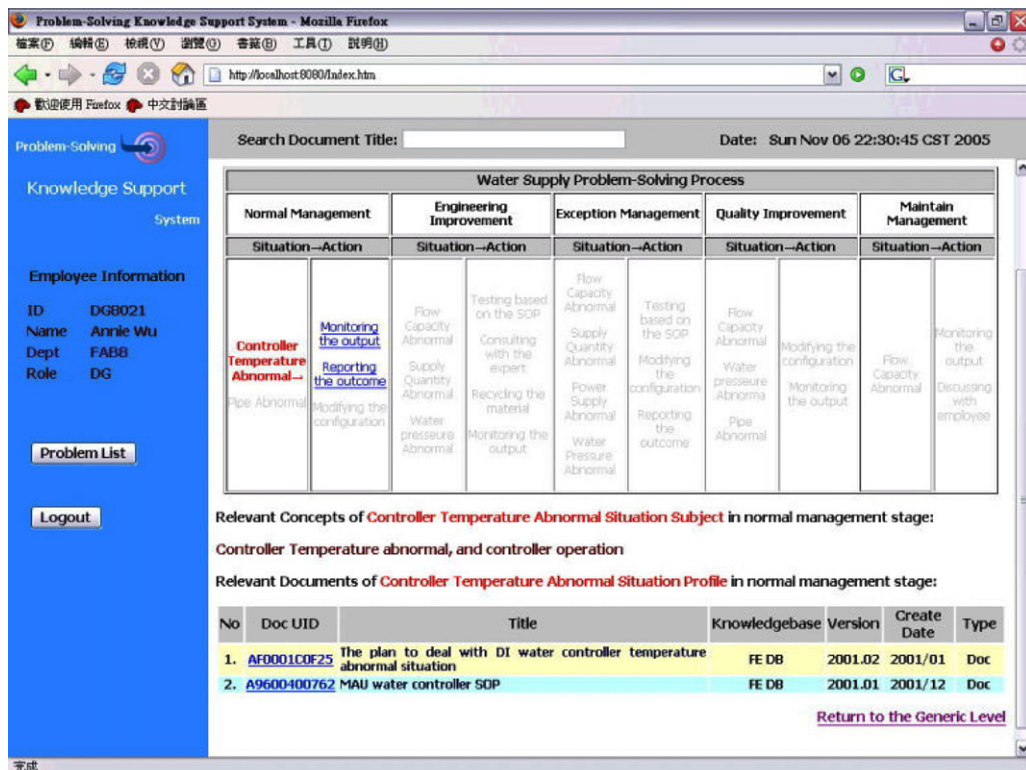 Problem-Solving Knowledge Support System - Mozilla Firefox
檔案(F) 編輯(E) 檢視(V) 瀏覽(G) 書籤(B) 工具(T) 說明(H)
http://localhost:8080/Index.htm
G
歡迎使用 Firefox 中文討論區
Problem-Solving
Knowledge Support
System
Employee Information
ID DG8021
Name Annie Wu
Dept FAB8
Role DG
Problem List
Logout
Search Document Title:
Date: Sun Nov 06 22:30:45 CST 2005
Water Supply Problem-Solving Process
Normal Management
Engineering
Improvement
Exception Management
Quality Improvement
Maintain
Management
Situation→Action
Situation→Action
Situation→Action
Situation→Action
Situation→Action
Controller
Temperature
Abnormal→
Pipe Abnormal
Monitoring
the output
Reporting
the outcome
Modifying the
configuration
Flow
Capacity
Abnormal
Supply
Quantity
Abnormal
Water
presseure
Abnormal
Testing based
on the SOP
Consulting
with the
expert
Recycling the
material
Monitoring the
output
Flow
Capacity
Abnormal
Supply
Quantity
Abnormal
Power
Supply
Abnormal
Water
Pressure
Abnormal
Testing
based on
the SOP
Modifying
the
configuration
Reporting
the
outcome
Flow
Capacity
Abnormal
Water
presseure
Abnorma
Pipe
Abnormal
Modifying the
configuration
Monitoring
the output
Flow
Capacity
Abnormal
Monitoring
the
output
Discussing
with
employee
Relevant Concepts of Controller Temperature Abnormal Situation Subject in normal management stage:
Controller Temperature abnormal, and controller operation
Relevant Documents of Controller Temperature Abnormal Situation Profile in normal management stage:
No Doc UID Title Knowledgebase Version Create Date Type
1. AF0001C0F25 The plan to deal with DI water controller temperature abnormal situation FE DB 2001.02 2001/01 Doc
2. A9600400762 MAU water controller SOP FE DB 2001.01 2001/12 Doc
Return to the Generic Level
完成